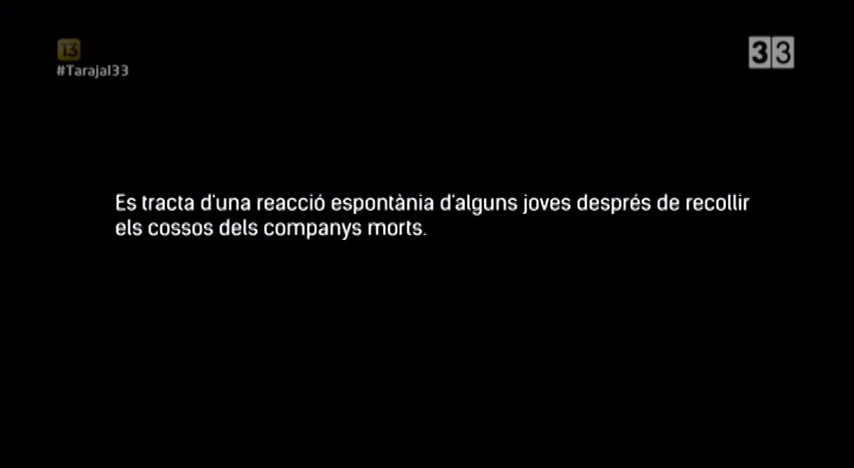 13
33
#Tarajal33
Es tracta d'una reacció espontània d'alguns joves després de recollir
els cossos dels companys morts.